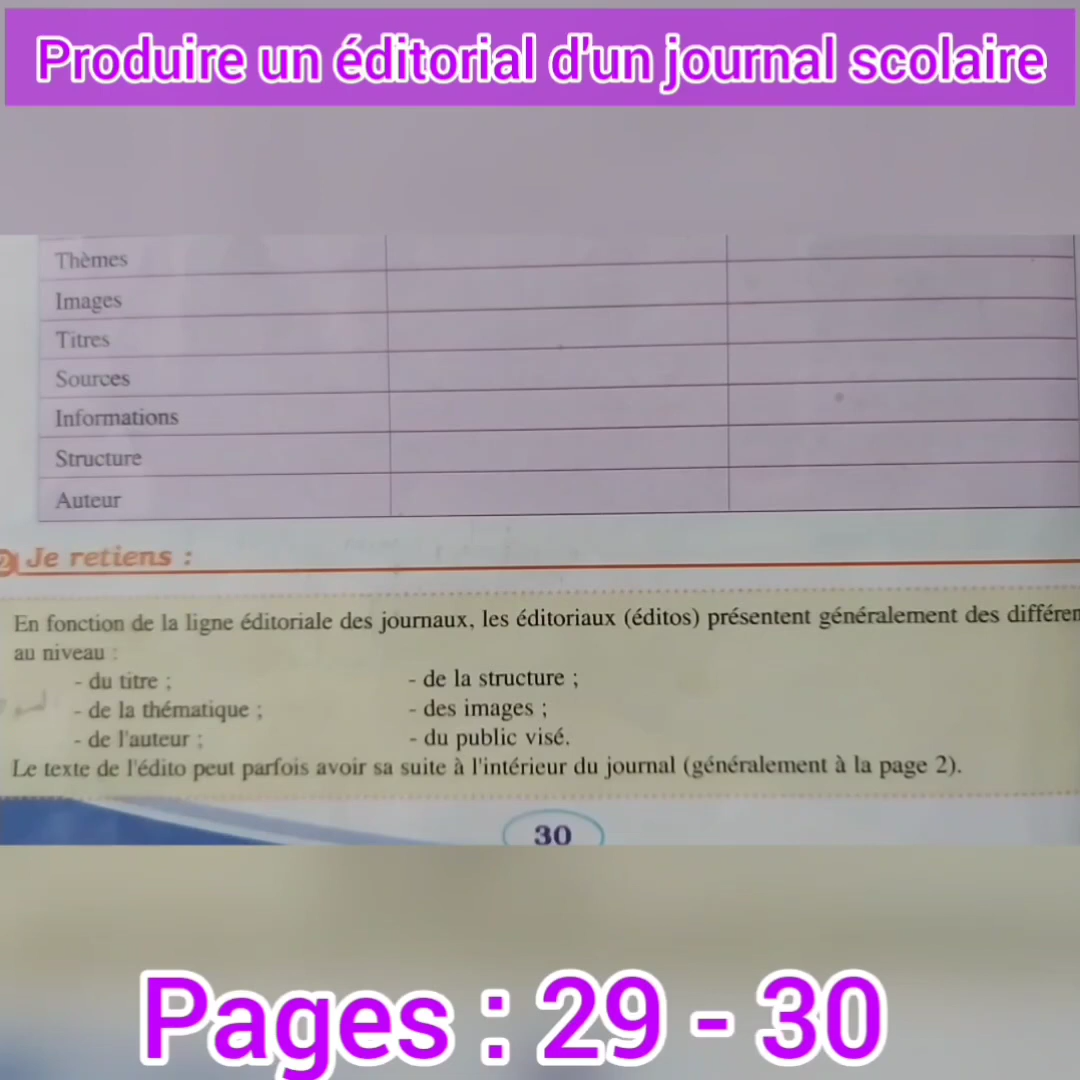 Produire un éditorial d'un journal scolaire
Thèmes
Images
Titres
Sources
Informations
Structure
Auteur
Je retiens :
En fonction de la ligne éditoriale des journaux, les éditoriaux (éditos) présentent généralement des différen
au niveau :
- du titre ;
- de la thématique ;
- de l'auteur ;
- de la structure ;
- des images ;
- du public visé.
Le texte de l'édito peut parfois avoir sa suite à l'intérieur du journal (généralement à la page 2).
30
Pages : 29 - 30